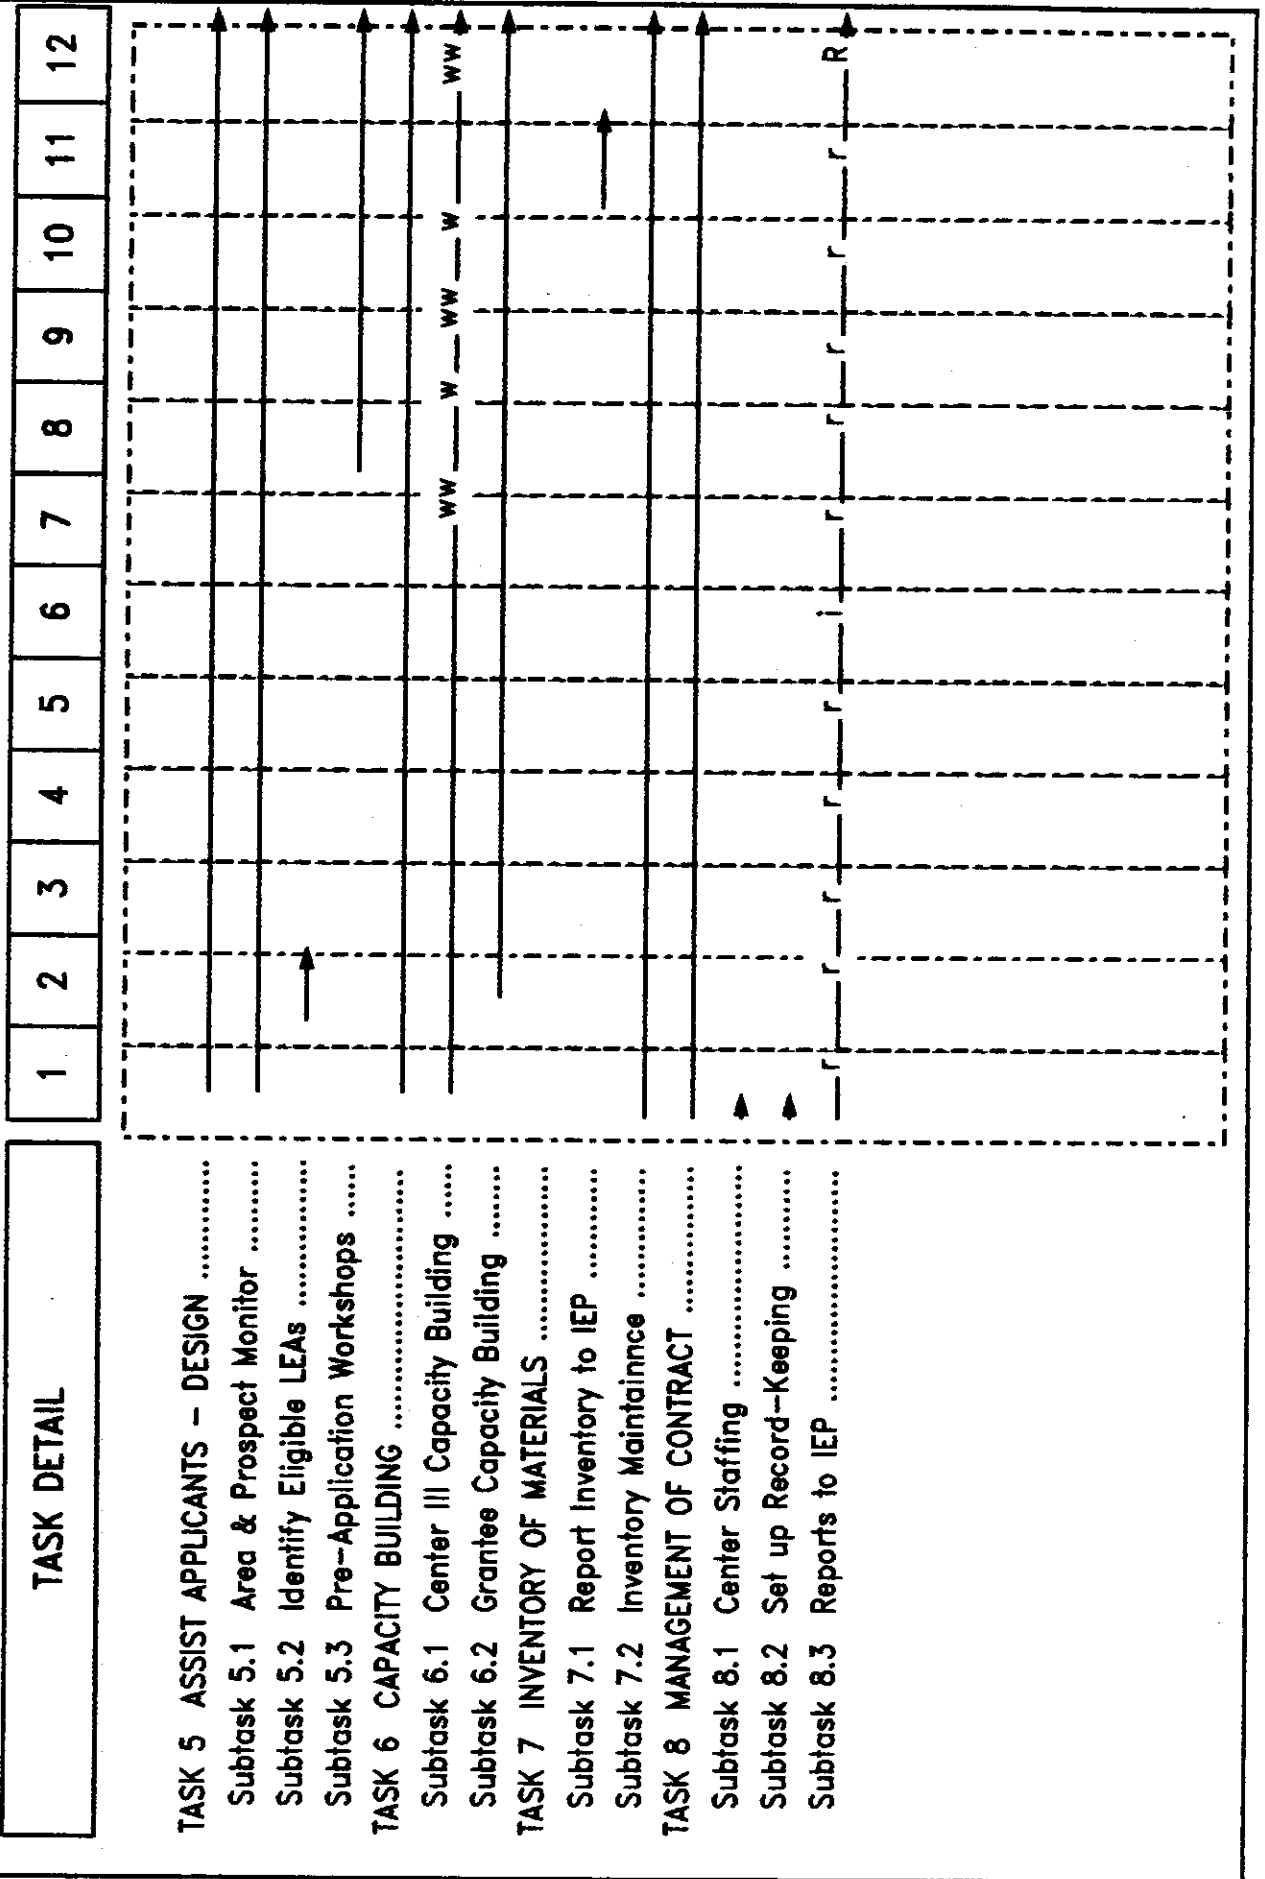 TASK DETAIL 1 2 3 4 5 6 7 8 9 10 11 12
TASK 5 ASSIST APPLICANTS – DESIGN ...........
Subtask 5.1 Area & Prospect Monitor .........
Subtask 5.2 Identify Eligible LEAs ..............
Subtask 5.3 Pre–Application Workshops ......
TASK 6 CAPACITY BUILDING ..........................
Subtask 6.1 Center III Capacity Building ...... ww w ww w ww
Subtask 6.2 Grantee Capacity Building ........
TASK 7 INVENTORY OF MATERIALS .................
Subtask 7.1 Report Inventory to IEP ...........
Subtask 7.2 Inventory Maintainnce ..............
TASK 8 MANAGEMENT OF CONTRACT ..............
Subtask 8.1 Center Staffing .......................
Subtask 8.2 Set up Record–Keeping ...........
Subtask 8.3 Reports to IEP ....................... r r r r r i r r r r r R